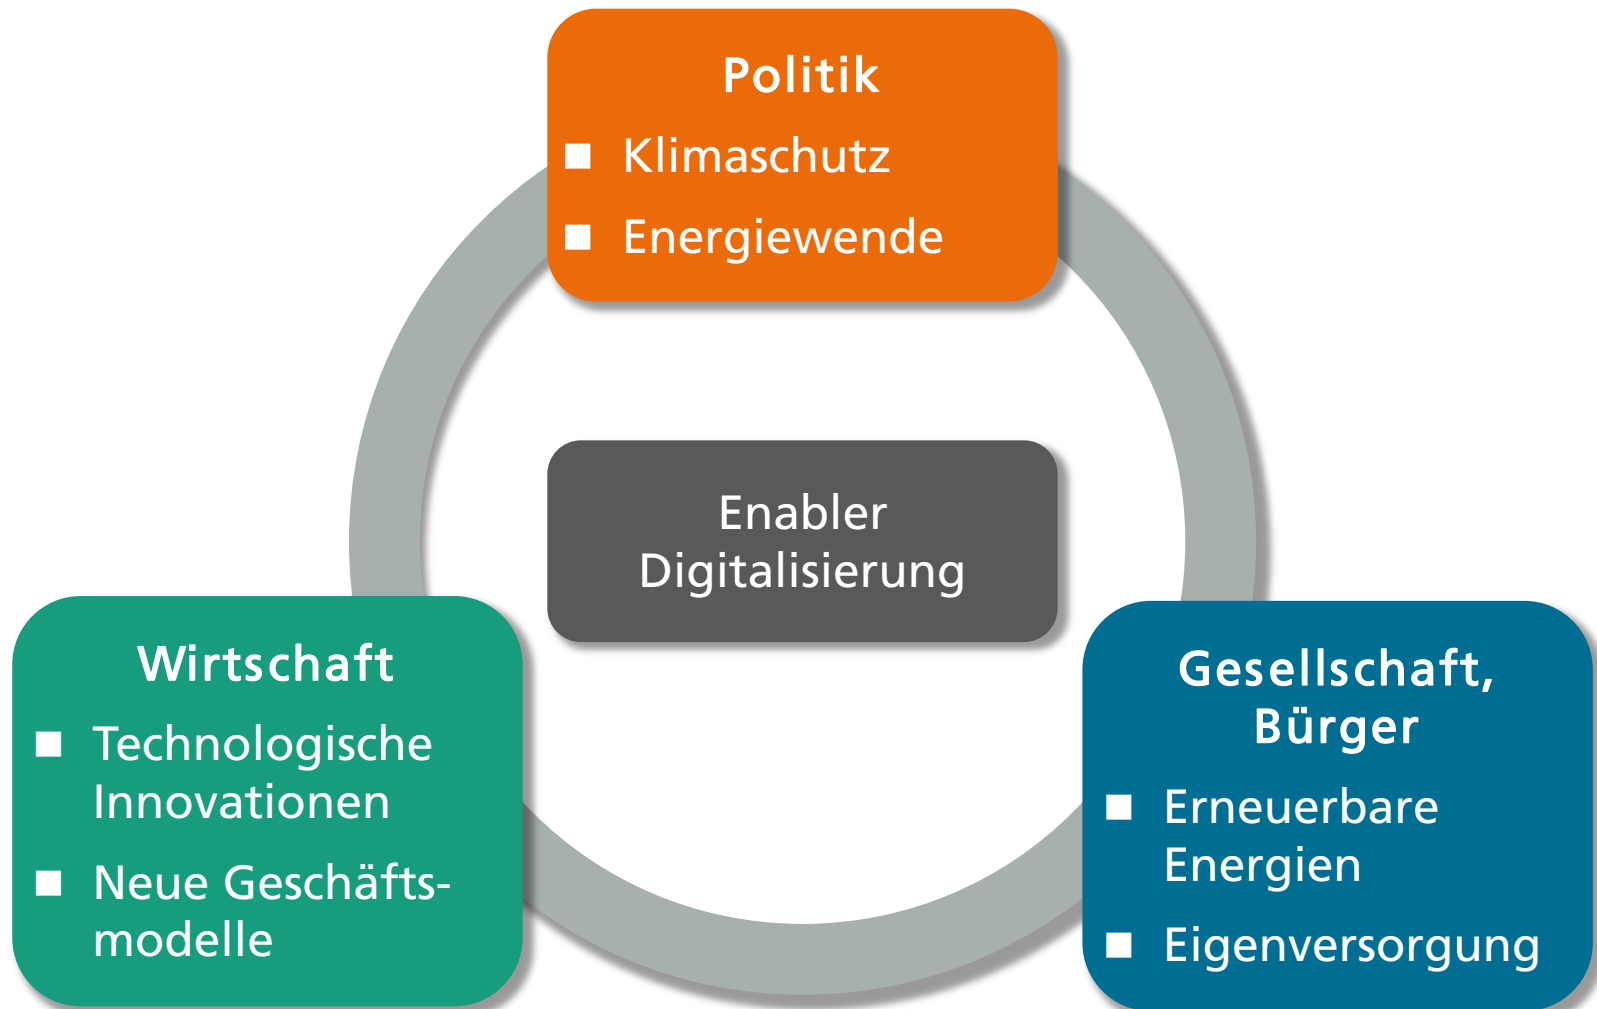 Politik
Klimaschutz
Energiewende
Enabler
Digitalisierung
Wirtschaft
Technologische
Innovationen
Neue Geschäfts-
modelle
Gesellschaft,
Bürger
Erneuerbare
Energien
Eigenversorgung